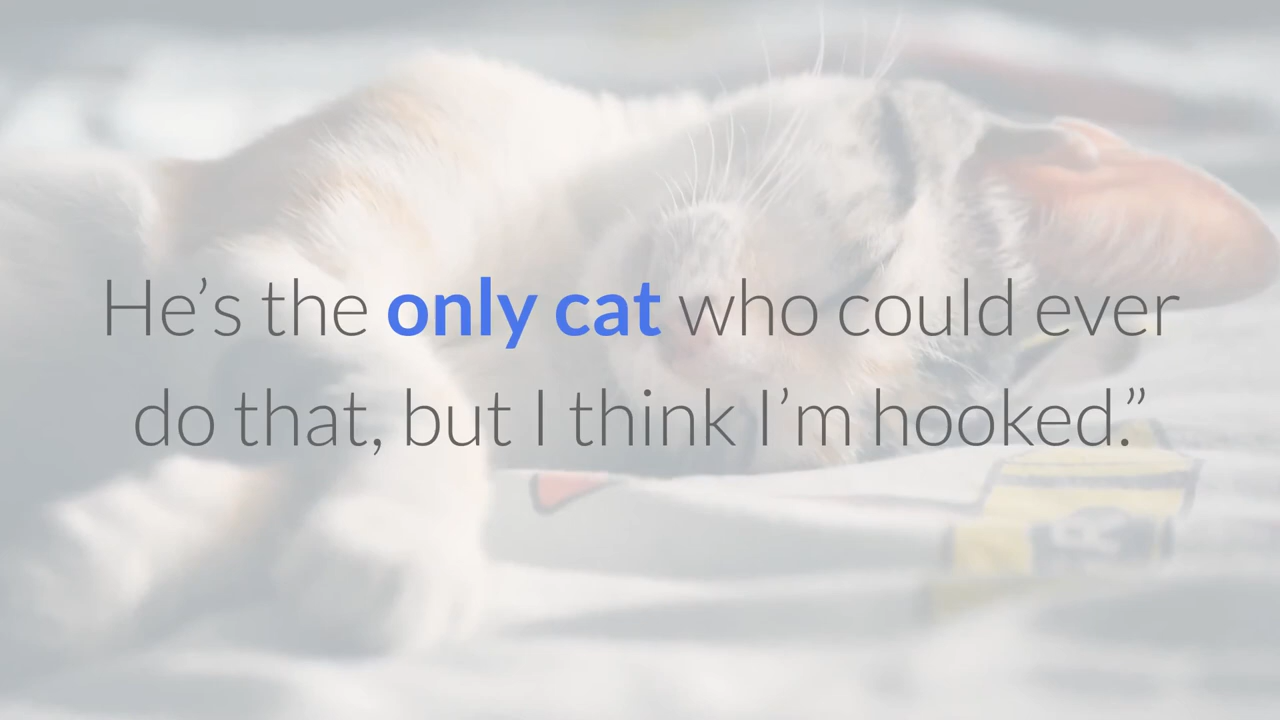 He’s the only cat who could ever
do that, but I think I’m hooked.”
R